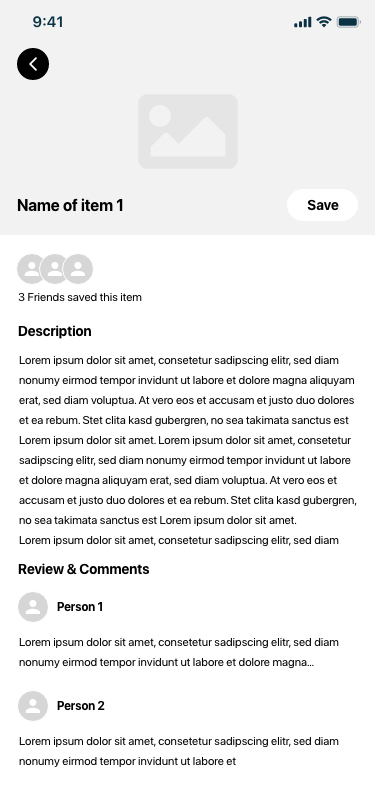 9:41
Name of item 1
Save
3 Friends saved this item
Description
Lorem ipsum dolor sit amet, consetetur sadipscing elitr, sed diam
nonumy eirmod tempor invidunt ut labore et dolore magna aliquyam
erat, sed diam voluptua. At vero eos et accusam et justo duo dolores
et ea rebum. Stet clita kasd gubergren, no sea takimata sanctus est
Lorem ipsum dolor sit amet. Lorem ipsum dolor sit amet, consetetur
sadipscing elitr, sed diam nonumy eirmod tempor invidunt ut labore
et dolore magna aliquyam erat, sed diam voluptua. At vero eos et
accusam et justo duo dolores et ea rebum. Stet clita kasd gubergren,
no sea takimata sanctus est Lorem ipsum dolor sit amet.
Lorem ipsum dolor sit amet, consetetur sadipscing elitr, sed diam
Review & Comments
Person 1
Lorem ipsum dolor sit amet, consetetur sadipscing elitr, sed diam
nonumy eirmod tempor invidunt ut labore et dolore magna...
Person 2
Lorem ipsum dolor sit amet, consetetur sadipscing elitr, sed diam
nonumy eirmod tempor invidunt ut labore et